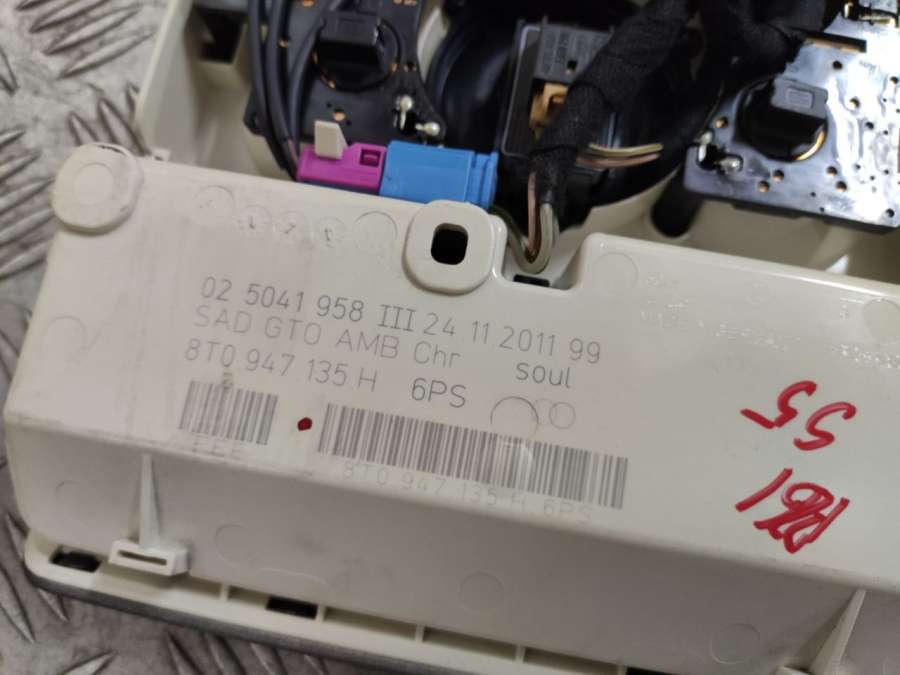 02 5041 958 III 24 11.2011 99
SAD GTO AMB Chr soul
8T0 947 135 H 6PS
EEE
8T0 947 135 H 6PS
55